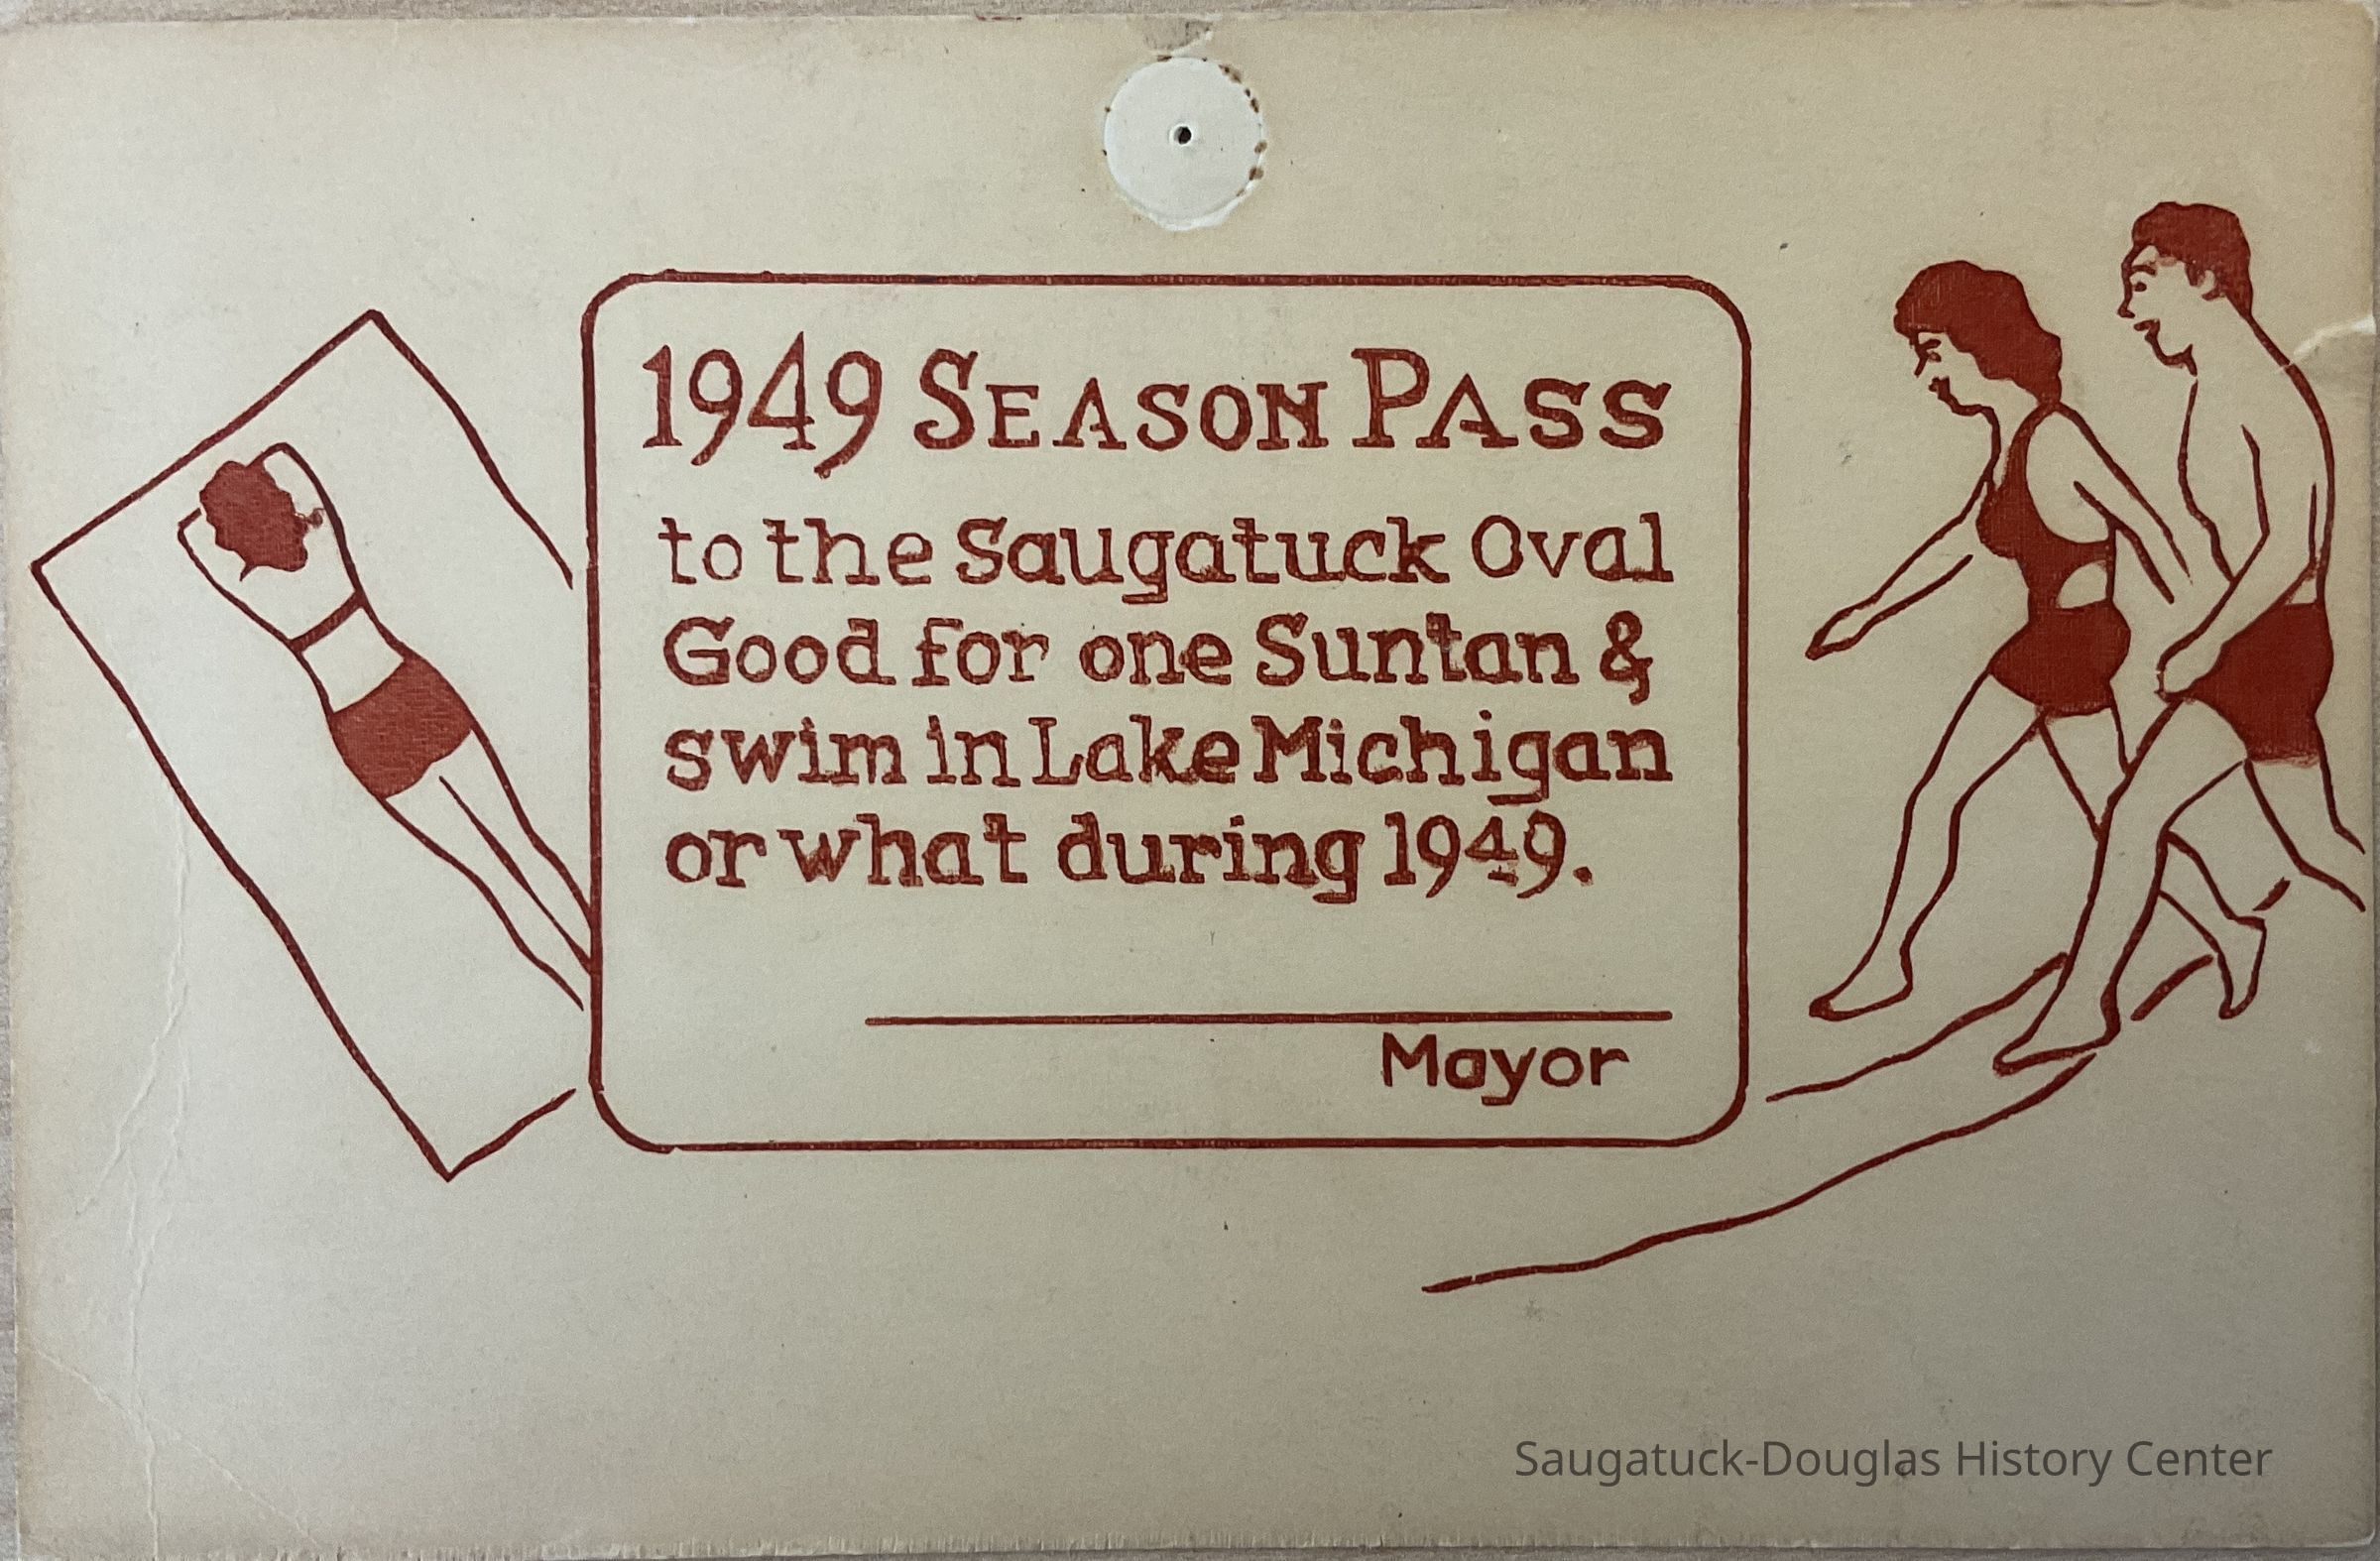 1949 SEASON PASS
to the Saugatuck Oval
Good for one Suntan &
swim in Lake Michigan
or what during 1949.
Mayor
Saugatuck-Douglas History Center